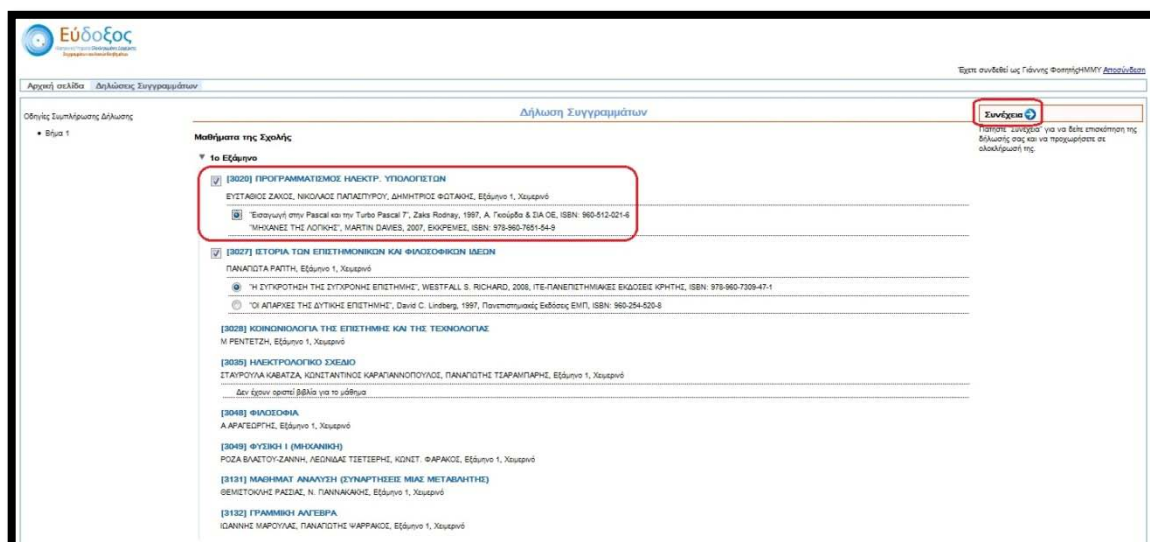 Εύδοξος
Έχετε συνδεθεί ως Γιάννης ΦοιτητήςΗΜΜΥ Αποσύνδεση
Αρχική σελίδα Δηλώσεις Συγγραμμάτων
Οδηγίες Συμπλήρωσης Δήλωσης
• Βήμα 1
Δήλωση Συγγραμμάτων
Συνέχεια
Πατήστε "Συνέχεια" για να δείτε επισκόπηση της
δήλωσής σας και να προχωρήσετε σε
ολοκλήρωσή της.
Μαθήματα της Σχολής
1ο Εξάμηνο
[3020] ΠΡΟΓΡΑΜΜΑΤΙΣΜΟΣ ΗΛΕΚΤΡ. ΥΠΟΛΟΓΙΣΤΩΝ
ΕΥΣΤΑΘΙΟΣ ΖΑΧΟΣ, ΝΙΚΟΛΑΟΣ ΠΑΠΑΣΠΥΡΟΥ, ΔΗΜΗΤΡΙΟΣ ΦΩΤΑΚΗΣ, Εξάμηνο 1, Χειμερινό
"Εισαγωγή στην Pascal και την Turbo Pascal 7", Zaks Rodnay, 1997, Α. Γκιούρδα & ΣΙΑ ΟΕ, ISBN: 960-512-021-6
"ΜΗΧΑΝΕΣ ΤΗΣ ΛΟΓΙΚΗΣ", MARTIN DAVIES, 2007, ΕΚΚΡΕΜΕΣ, ISBN: 978-960-7651-54-9
[3027] ΙΣΤΟΡΙΑ ΤΩΝ ΕΠΙΣΤΗΜΟΝΙΚΩΝ ΚΑΙ ΦΙΛΟΣΟΦΙΚΩΝ ΙΔΕΩΝ
ΠΑΝΑΓΙΩΤΑ ΡΑΠΤΗ, Εξάμηνο 1, Χειμερινό
"Η ΣΥΓΚΡΟΤΗΣΗ ΤΗΣ ΣΥΓΧΡΟΝΗΣ ΕΠΙΣΤΗΜΗΣ", WESTFALL S. RICHARD, 2008, ΙΤΕ-ΠΑΝΕΠΙΣΤΗΜΙΑΚΕΣ ΕΚΔΟΣΕΙΣ ΚΡΗΤΗΣ, ISBN: 978-960-7309-47-1
"ΟΙ ΑΠΑΡΧΕΣ ΤΗΣ ΔΥΤΙΚΗΣ ΕΠΙΣΤΗΜΗΣ", David C. Lindberg, 1997, Πανεπιστημιακές Εκδόσεις ΕΜΠ, ISBN: 960-254-520-8
[3028] ΚΟΙΝΩΝΙΟΛΟΓΙΑ ΤΗΣ ΕΠΙΣΤΗΜΗΣ ΚΑΙ ΤΗΣ ΤΕΧΝΟΛΟΓΙΑΣ
Μ ΡΕΝΤΕΤΖΗ, Εξάμηνο 1, Χειμερινό
[3035] ΗΛΕΚΤΡΟΛΟΓΙΚΟ ΣΧΕΔΙΟ
ΣΤΑΥΡΟΥΛΑ ΚΑΒΑΤΖΑ, ΚΩΝΣΤΑΝΤΙΝΟΣ ΚΑΡΑΓΙΑΝΝΟΠΟΥΛΟΣ, ΠΑΝΑΓΙΩΤΗΣ ΤΣΑΡΑΜΠΑΡΗΣ, Εξάμηνο 1, Χειμερινό
Δεν έχουν οριστεί βιβλία για το μάθημα
[3048] ΦΙΛΟΣΟΦΙΑ
Α.ΑΡΑΓΕΩΡΓΗΣ, Εξάμηνο 1, Χειμερινό
[3049] ΦΥΣΙΚΗ Ι (ΜΗΧΑΝΙΚΗ)
ΡΟΖΑ ΒΛΑΣΤΟΥ-ΖΑΝΝΗ, ΛΕΩΝΙΔΑΣ ΤΣΕΤΣΕΡΗΣ, ΚΩΝΣΤ. ΦΑΡΑΚΟΣ, Εξάμηνο 1, Χειμερινό
[3131] ΜΑΘΗΜΑΤ ΑΝΑΛΥΣΗ (ΣΥΝΑΡΤΗΣΕΙΣ ΜΙΑΣ ΜΕΤΑΒΛΗΤΗΣ)
ΘΕΜΙΣΤΟΚΛΗΣ ΡΑΣΣΙΑΣ, Ν. ΓΙΑΝΝΑΚΑΚΗΣ, Εξάμηνο 1, Χειμερινό
[3132] ΓΡΑΜΜΙΚΗ ΑΛΓΕΒΡΑ
ΙΩΑΝΝΗΣ ΜΑΡΟΥΛΑΣ, ΠΑΝΑΓΙΩΤΗΣ ΨΑΡΡΑΚΟΣ, Εξάμηνο 1, Χειμερινό